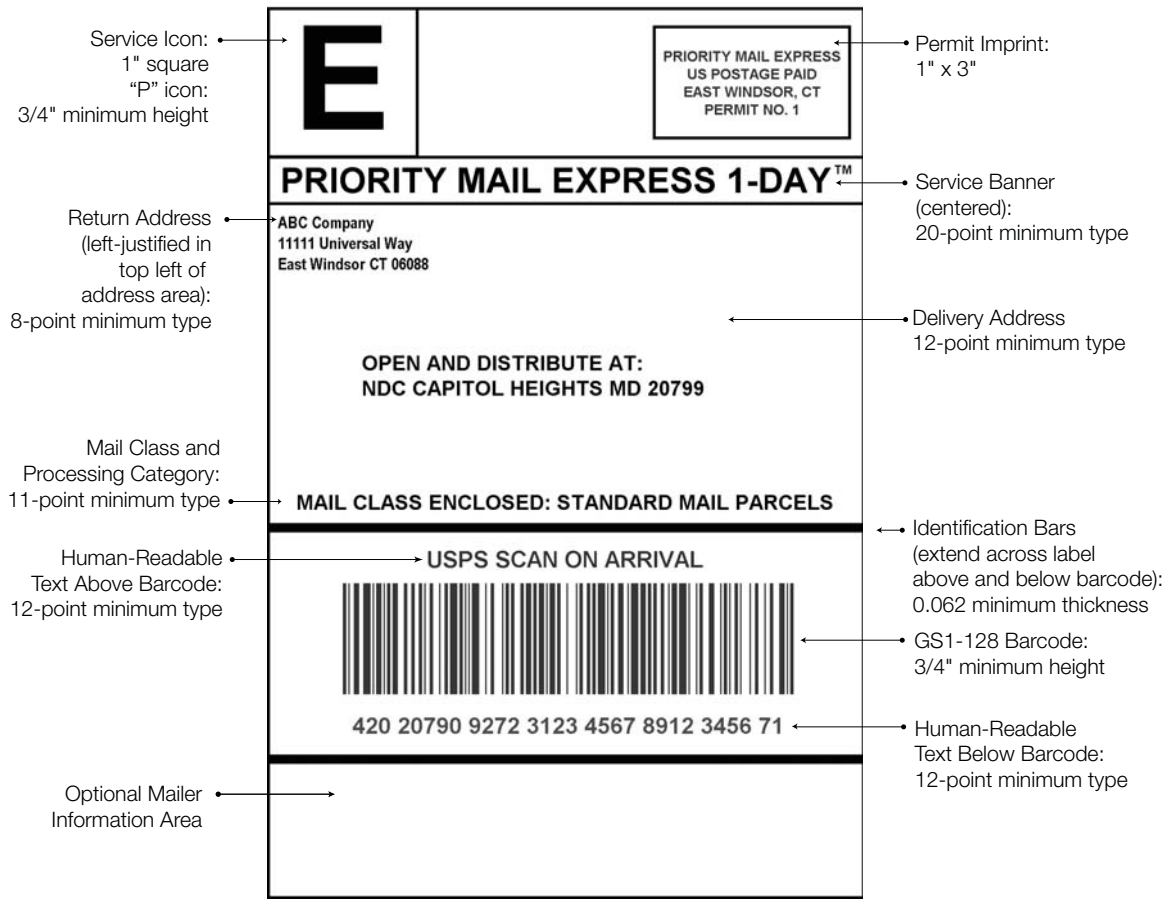 Service Icon:
1" square
“P” icon:
3/4" minimum height
E
PRIORITY MAIL EXPRESS
US POSTAGE PAID
EAST WINDSOR, CT
PERMIT NO. 1
Permit Imprint:
1" x 3"
PRIORITY MAIL EXPRESS 1-DAY™
Service Banner
(centered):
20-point minimum type
Return Address
(left-justified in
top left of
address area):
8-point minimum type
ABC Company
11111 Universal Way
East Windsor CT 06088
Delivery Address
12-point minimum type
OPEN AND DISTRIBUTE AT:
NDC CAPITOL HEIGHTS MD 20799
Mail Class and
Processing Category:
11-point minimum type
MAIL CLASS ENCLOSED: STANDARD MAIL PARCELS
Identification Bars
(extend across label
above and below barcode):
0.062 minimum thickness
Human-Readable
Text Above Barcode:
12-point minimum type
USPS SCAN ON ARRIVAL
GS1-128 Barcode:
3/4" minimum height
420 20790 9272 3123 4567 8912 3456 71
Human-Readable
Text Below Barcode:
12-point minimum type
Optional Mailer
Information Area